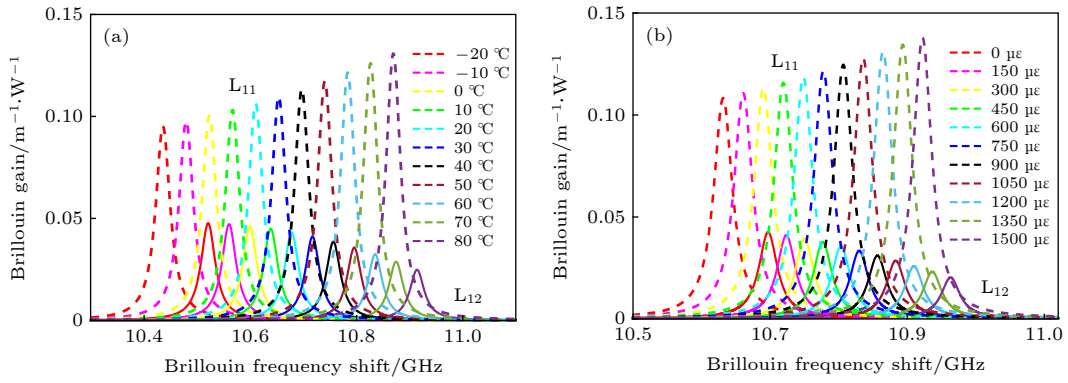 (a)
Brillouin gain/m⁻¹·W⁻¹
0.15
0.10
0.05
0
L₁₁
L₁₂
−20 ℃
−10 ℃
0 ℃
10 ℃
20 ℃
30 ℃
40 ℃
50 ℃
60 ℃
70 ℃
80 ℃
10.4 10.6 10.8 11.0
Brillouin frequency shift/GHz
(b)
Brillouin gain/m⁻¹·W⁻¹
0.15
0.10
0.05
0
L₁₁
L₁₂
0 µε
150 µε
300 µε
450 µε
600 µε
750 µε
900 µε
1050 µε
1200 µε
1350 µε
1500 µε
10.5 10.7 10.9 11.0
Brillouin frequency shift/GHz